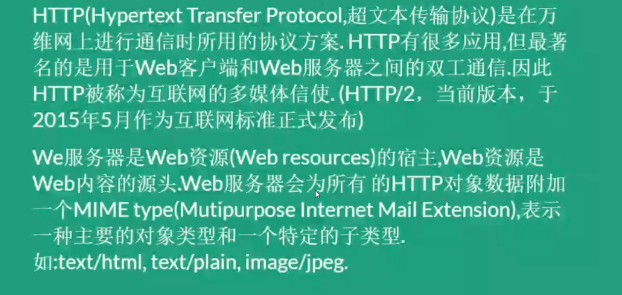 HTTP(Hypertext Transfer Protocol,超文本传输协议)是在万
维网上进行通信时所用的协议方案. HTTP有很多应用,但最著
名的是用于Web客户端和Web服务器之间的双工通信.因此
HTTP被称为互联网的多媒体信使. (HTTP/2，当前版本，于
2015年5月作为互联网标准正式发布)
We服务器是Web资源(Web resources)的宿主,Web资源是
Web内容的源头.Web服务器会为所有 的HTTP对象数据附加
一个MIME type(Mutipurpose Internet Mail Extension),表示
一种主要的对象类型和一个特定的子类型.
如:text/html, text/plain, image/jpeg.